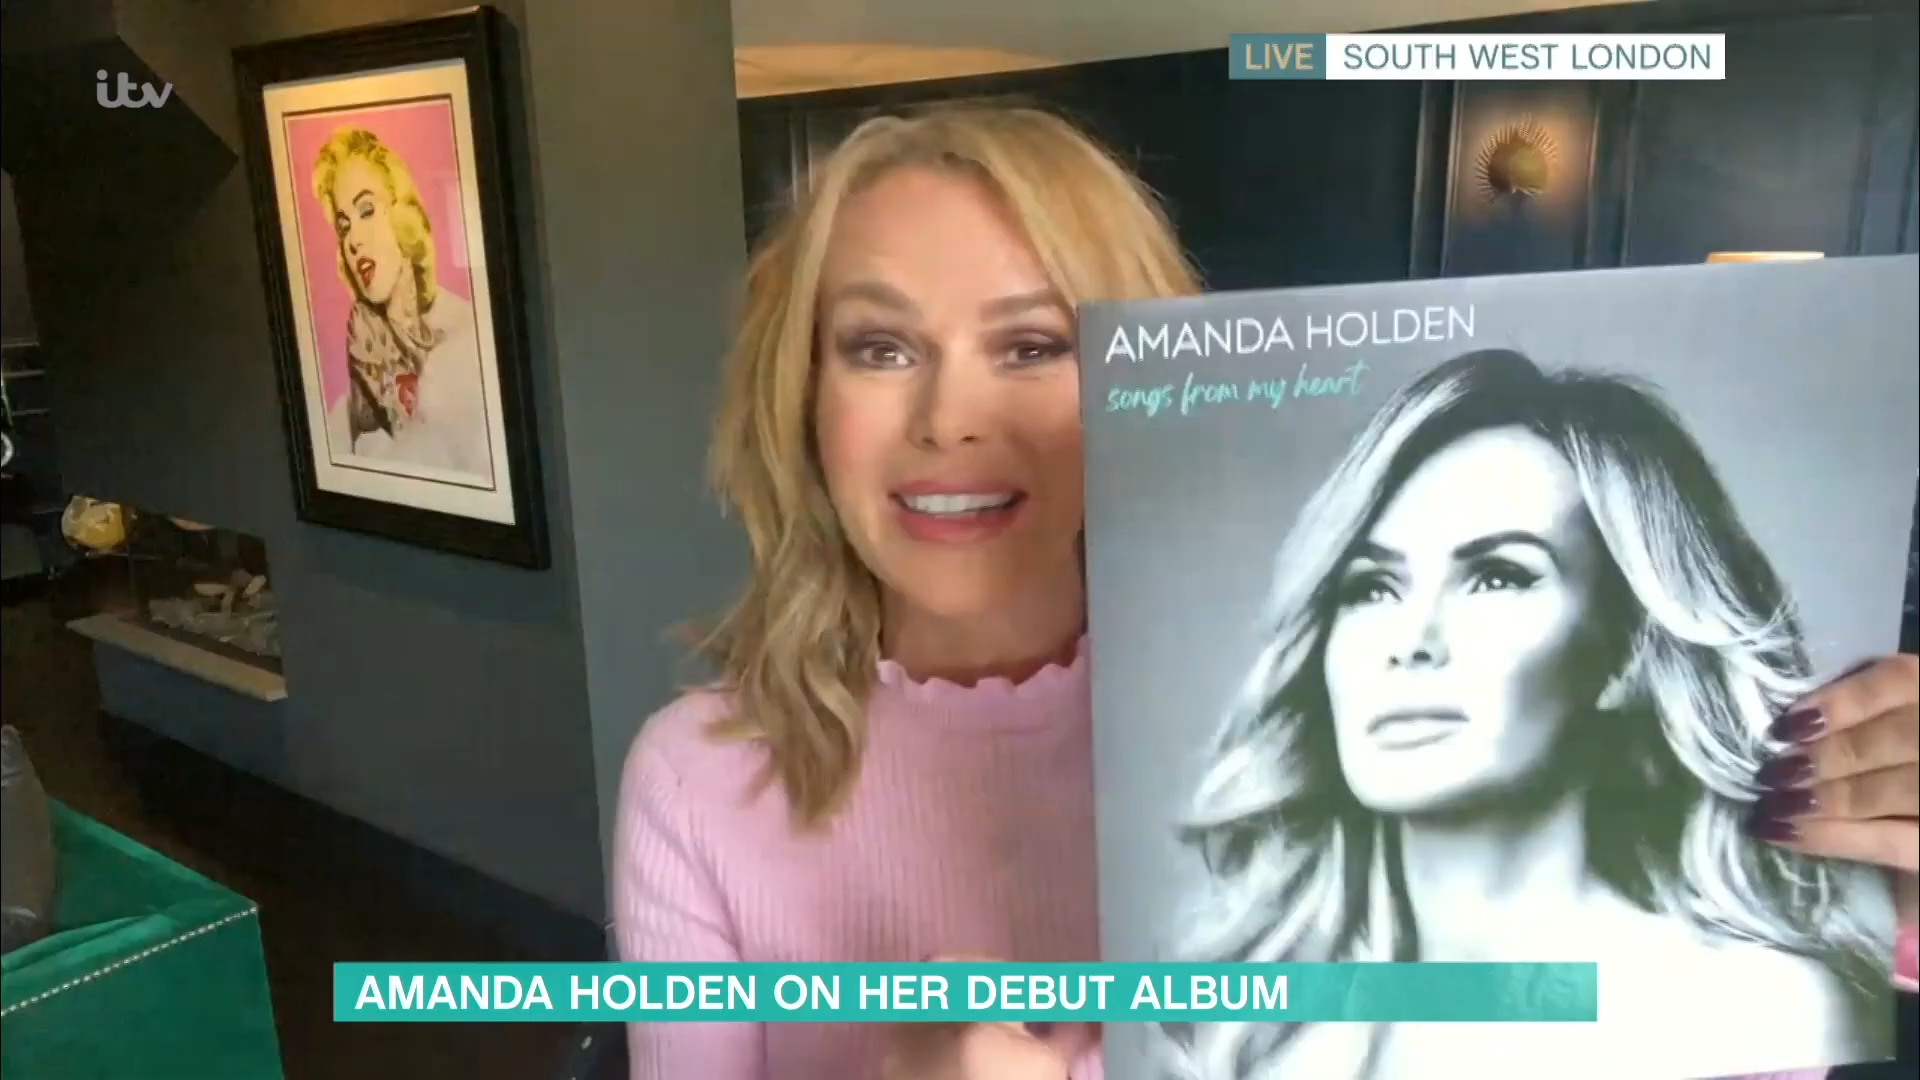 itv
LIVE SOUTH WEST LONDON
AMANDA HOLDEN
songs from my heart
AMANDA HOLDEN ON HER DEBUT ALBUM